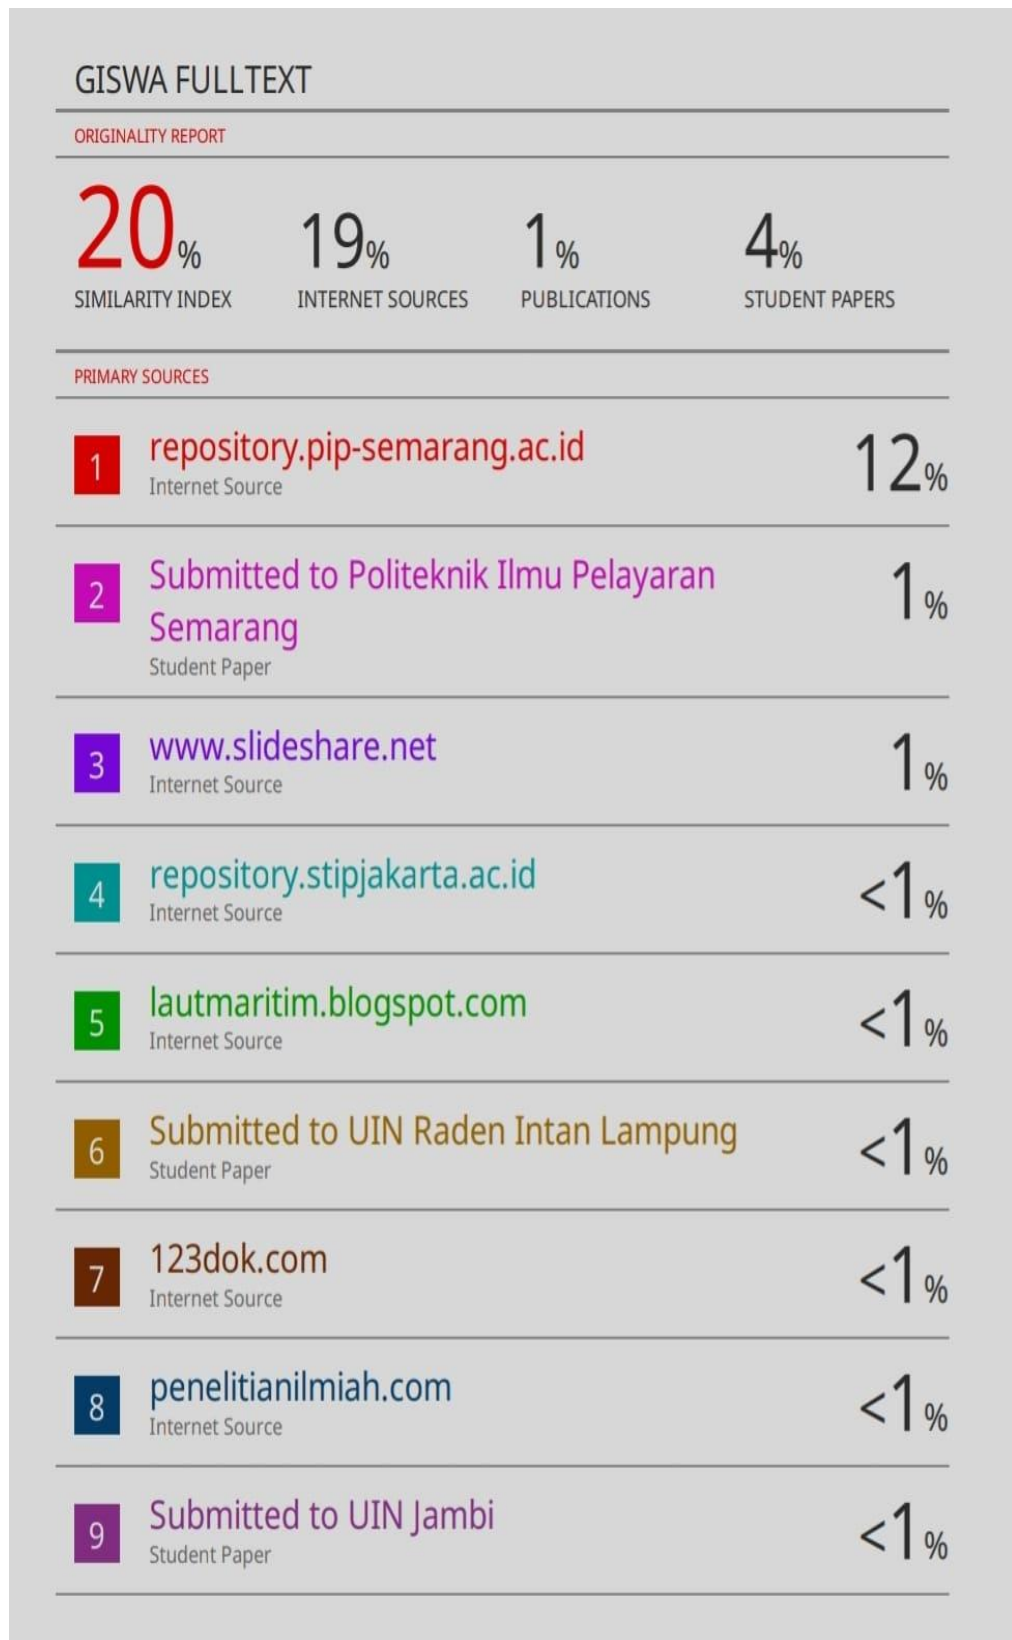 GISWA FULLTEXT
ORIGINALITY REPORT
20%
SIMILARITY INDEX
19%
INTERNET SOURCES
1%
PUBLICATIONS
4%
STUDENT PAPERS
PRIMARY SOURCES
1
repository.pip-semarang.ac.id
Internet Source
12%
2
Submitted to Politeknik Ilmu Pelayaran
Semarang
Student Paper
1%
3
www.slideshare.net
Internet Source
1%
4
repository.stipjakarta.ac.id
Internet Source
<1%
5
lautmaritim.blogspot.com
Internet Source
<1%
6
Submitted to UIN Raden Intan Lampung
Student Paper
<1%
7
123dok.com
Internet Source
<1%
8
penelitianilmiah.com
Internet Source
<1%
9
Submitted to UIN Jambi
Student Paper
<1%